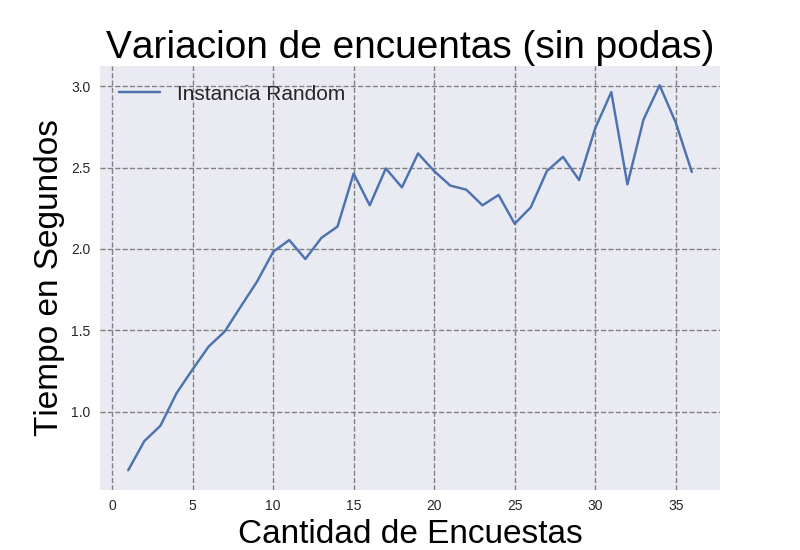 Variacion de encuentas (sin podas)
Instancia Random
Tiempo en Segundos
3.0
2.5
2.0
1.5
1.0
0 5 10 15 20 25 30 35
Cantidad de Encuestas